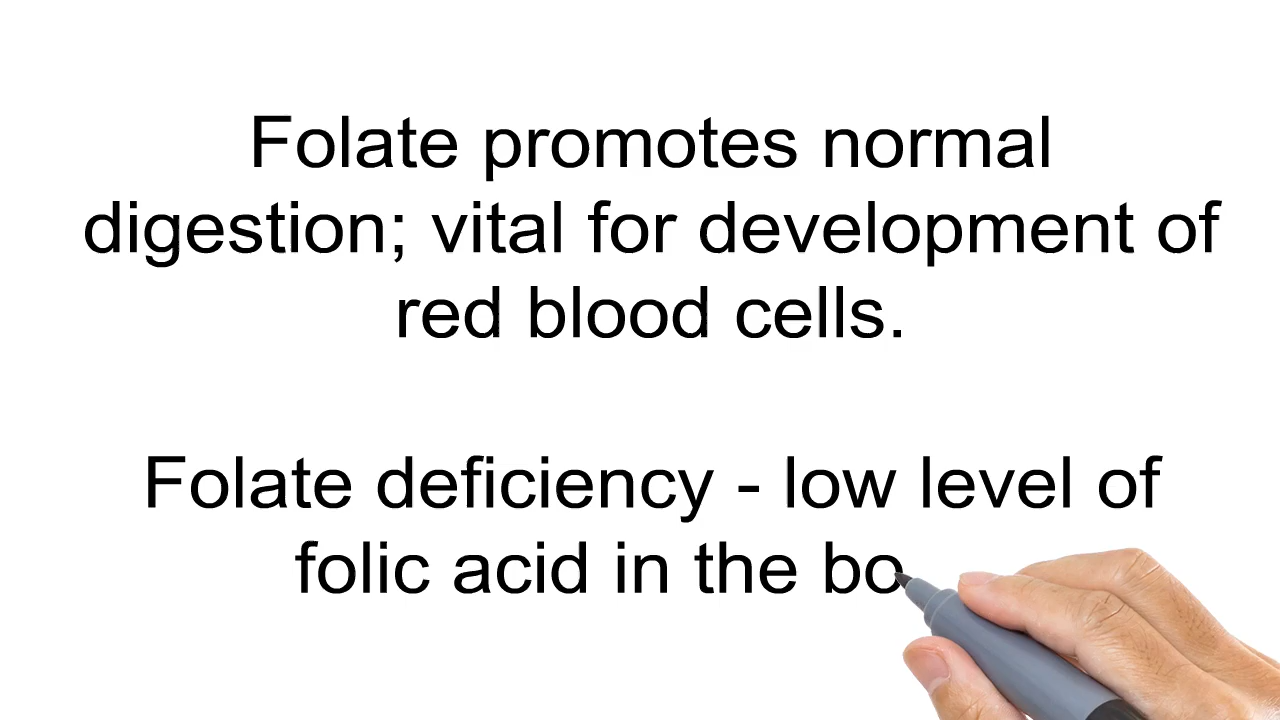 Folate promotes normal
digestion; vital for development of
red blood cells.
Folate deficiency - low level of
folic acid in the bo